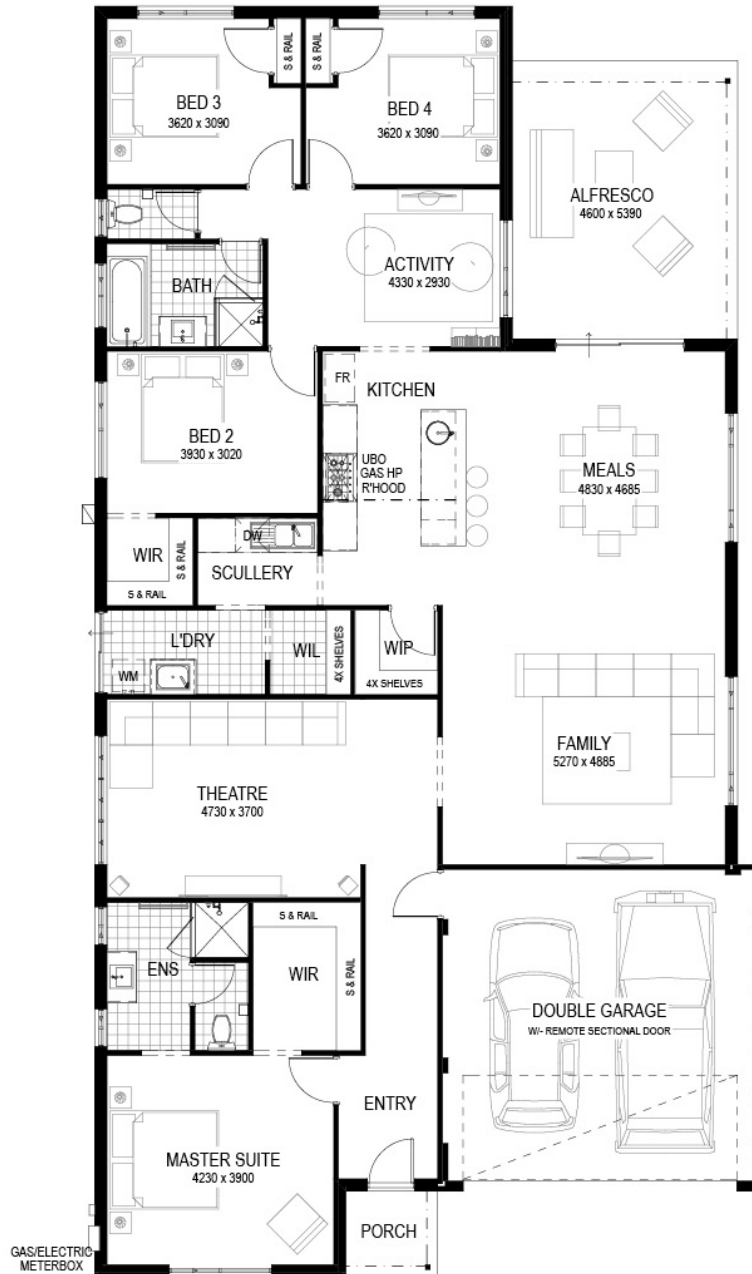 S & RAIL
S & RAIL
BED 3
3620 x 3090
BED 4
3620 x 3090
ALFRESCO
4600 x 5390
ACTIVITY
4330 x 2930
BATH
FR
KITCHEN
BED 2
3930 x 3020
UBO
GAS HP
R'HOOD
MEALS
4830 x 4685
DW
WIR
S & RAIL
S & RAIL
SCULLERY
L'DRY
WM
WIL
4X SHELVES
WIP
4X SHELVES
THEATRE
4730 x 3700
FAMILY
5270 x 4885
ENS
S & RAIL
WIR
S & RAIL
DOUBLE GARAGE
W/- REMOTE SECTIONAL DOOR
ENTRY
MASTER SUITE
4230 x 3900
PORCH
GAS/ELECTRIC
METERBOX